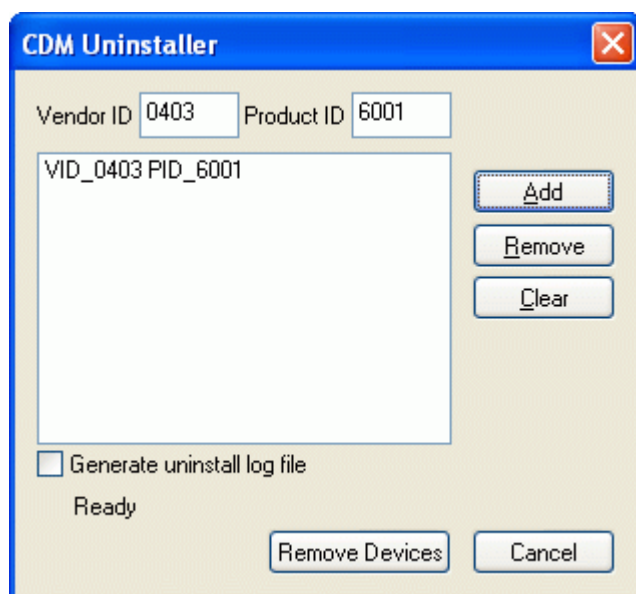 CDM Uninstaller
Vendor ID 0403 Product ID 6001
VID_0403 PID_6001
Add
Remove
Clear
Generate uninstall log file
Ready
Remove Devices Cancel